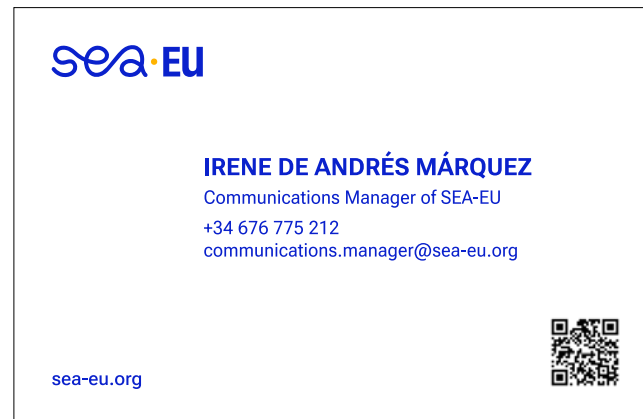 sea·EU
IRENE DE ANDRÉS MÁRQUEZ
Communications Manager of SEA-EU
+34 676 775 212
communications.manager@sea-eu.org
sea-eu.org